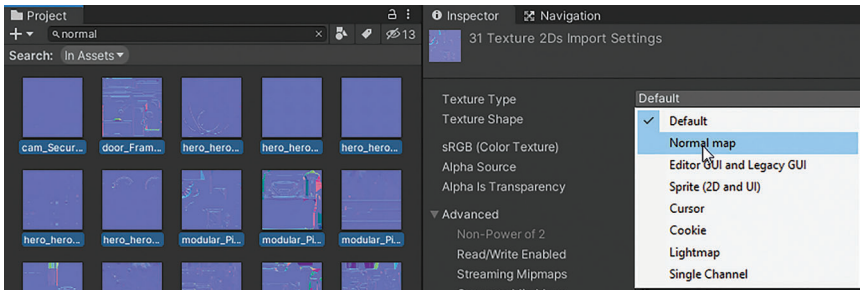 Project
normal
13
Search: In Assets
cam_Secur...
door_Fram...
hero_hero...
hero_hero...
hero_hero...
hero_hero...
hero_hero...
modular_Pi...
modular_Pi...
modular_Pi...
Inspector
Navigation
31 Texture 2Ds Import Settings
Texture Type
Default
Texture Shape
sRGB (Color Texture)
Alpha Source
Alpha Is Transparency
Advanced
Non-Power of 2
Read/Write Enabled
Streaming Mipmaps
Default
Normal map
Editor GUI and Legacy GUI
Sprite (2D and UI)
Cursor
Cookie
Lightmap
Single Channel